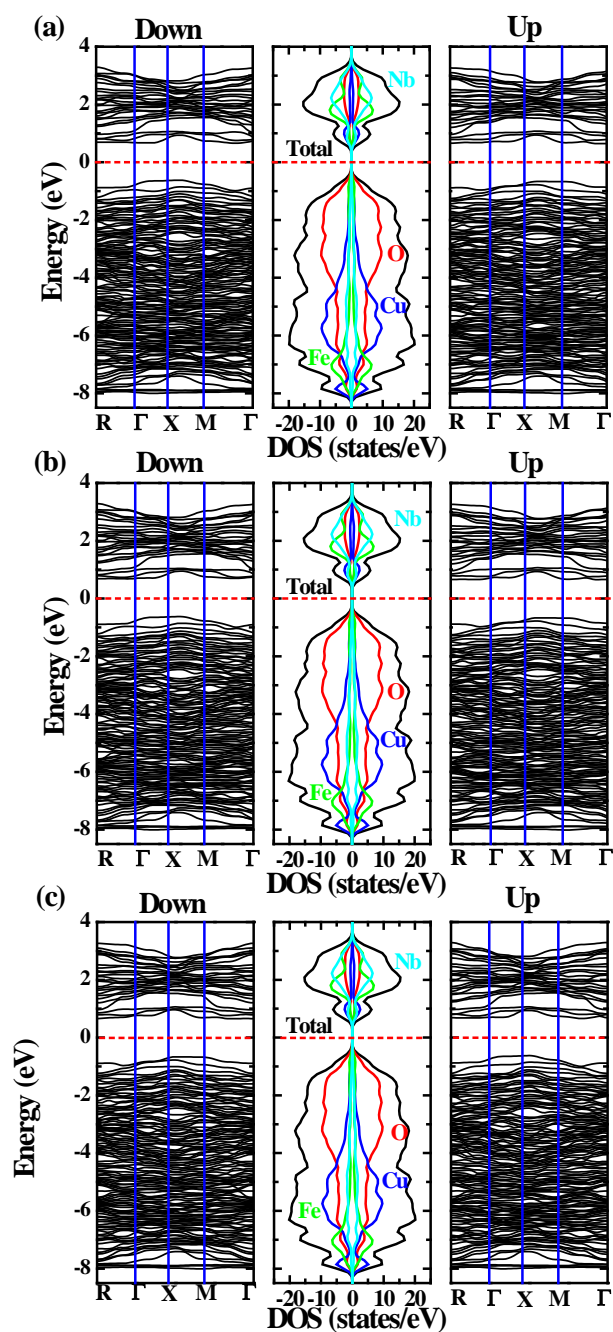 (a) Down Up
4
2
0
-2
-4
-6
-8
Energy (eV)
Nb
Total
O
Cu
Fe
R Γ X M Γ
-20 -10 0 10 20
R Γ X M Γ
DOS (states/eV)
(b) Down Up
4
2
0
-2
-4
-6
-8
Energy (eV)
Nb
Total
O
Cu
Fe
R Γ X M Γ
-20 -10 0 10 20
R Γ X M Γ
DOS (states/eV)
(c) Down Up
4
2
0
-2
-4
-6
-8
Energy (eV)
Nb
Total
O
Cu
Fe
R Γ X M Γ
-20 -10 0 10 20
R Γ X M Γ
DOS (states/eV)